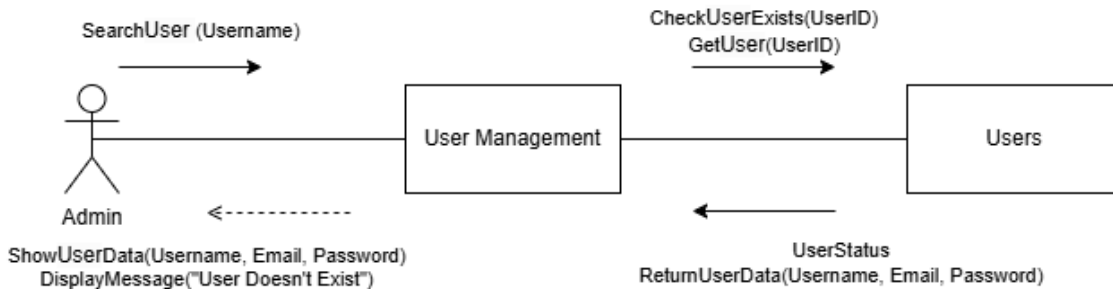 SearchUser (Username)
CheckUserExists(UserID)
GetUser(UserID)
User Management
Users
Admin
ShowUserData(Username, Email, Password)
DisplayMessage("User Doesn't Exist")
UserStatus
ReturnUserData(Username, Email, Password)